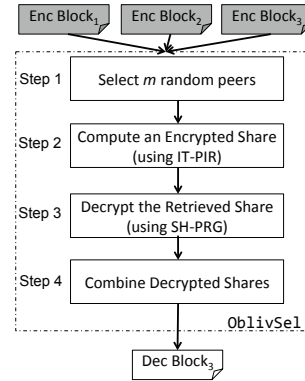 Enc Block₁ Enc Block₂ Enc Block₃
Step 1 Select m random peers
Step 2 Compute an Encrypted Share
(using IT-PIR)
Step 3 Decrypt the Retrieved Share
(using SH-PRG)
Step 4 Combine Decrypted Shares
OblivSel
Dec Block₃